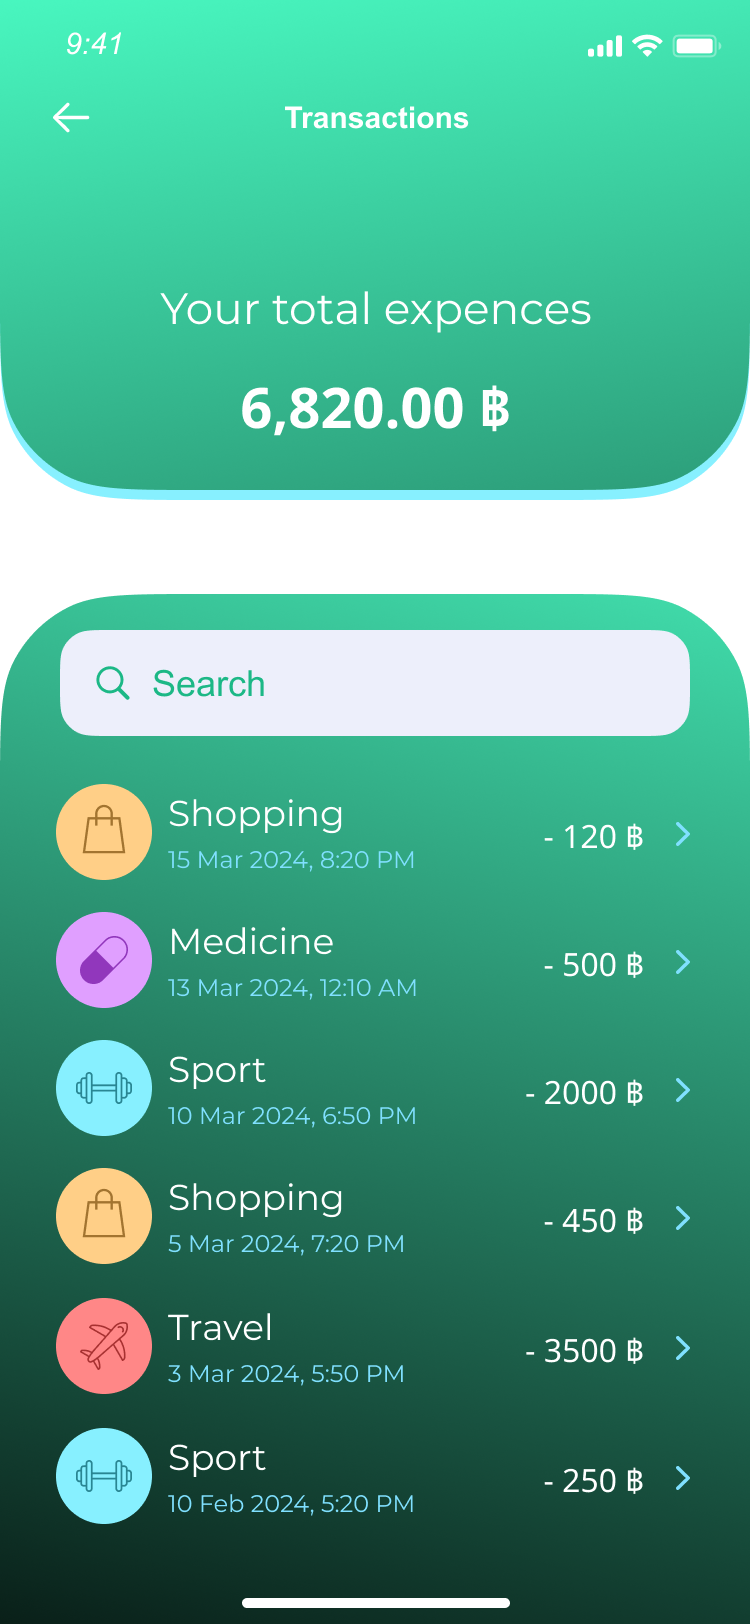 9:41
Transactions
Your total expences
6,820.00 ฿
Search
Shopping
15 Mar 2024, 8:20 PM
- 120 ฿
Medicine
13 Mar 2024, 12:10 AM
- 500 ฿
Sport
10 Mar 2024, 6:50 PM
- 2000 ฿
Shopping
5 Mar 2024, 7:20 PM
- 450 ฿
Travel
3 Mar 2024, 5:50 PM
- 3500 ฿
Sport
10 Feb 2024, 5:20 PM
- 250 ฿